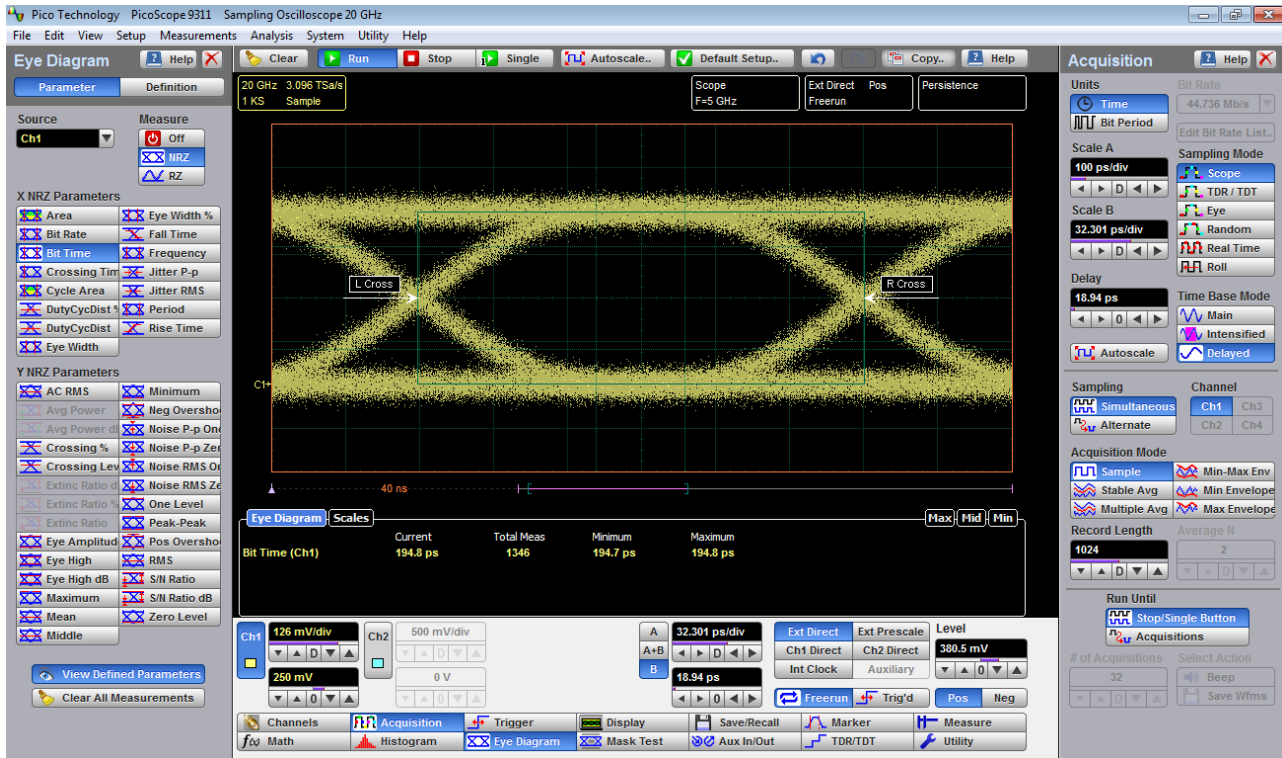 Pico Technology PicoScope 9311 Sampling Oscilloscope 20 GHz
File Edit View Setup Measurements Analysis System Utility Help
Eye Diagram Help
Parameter Definition
Source Measure
Ch1 Off
NRZ
RZ
X NRZ Parameters
Area Eye Width %
Bit Rate Fall Time
Bit Time Frequency
Crossing Tim Jitter P-p
Cycle Area Jitter RMS
DutyCycDist % Period
DutyCycDist Rise Time
Eye Width
Y NRZ Parameters
AC RMS Minimum
Avg Power Neg Oversho
Avg Power dB Noise P-p One
Crossing % Noise P-p Zer
Crossing Lev Noise RMS On
Extinc Ratio d Noise RMS Ze
Extinc Ratio % One Level
Extinc Ratio Peak-Peak
Eye Amplitud Pos Oversho
Eye High RMS
Eye High dB S/N Ratio
Maximum S/N Ratio dB
Mean Zero Level
Middle
View Defined Parameters
Clear All Measurements
Clear Run Stop Single Autoscale.. Default Setup.. Copy.. Help
20 GHz 3.096 TSa/s
1 KS Sample
Scope
F=5 GHz
Ext Direct Pos
Freerun
Persistence
L Cross R Cross
C1
40 ns
Eye Diagram Scales Max Mid Min
Current Total Meas Minimum Maximum
Bit Time (Ch1) 194.8 ps 1346 194.7 ps 194.8 ps
Ch1 126 mV/div Ch2 500 mV/div
D D
250 mV 0 V
0 0
A 32.301 ps/div
A+B D
B 18.94 ps
0
Ext Direct Ext Prescale Level
Ch1 Direct Ch2 Direct 380.5 mV
Int Clock Auxiliary 0
Freerun Trig'd Pos Neg
Channels Acquisition Trigger Display Save/Recall Marker Measure
f(x) Math Histogram Eye Diagram Mask Test Aux In/Out TDR/TDT Utility
Acquisition Help
Units Bit Rate
Time 44.736 Mb/s
Bit Period Edit Bit Rate List..
Scale A Sampling Mode
100 ps/div Scope
D TDR / TDT
Scale B Eye
32.301 ps/div Random
D Real Time
Roll
Delay
18.94 ps Time Base Mode
0 Main
Intensified
Autoscale Delayed
Sampling Channel
Simultaneous Ch1 Ch3
Alternate Ch2 Ch4
Acquisition Mode
Sample Min-Max Env
Stable Avg Min Envelope
Multiple Avg Max Envelope
Record Length Average N
1024 2
D D
Run Until
Stop/Single Button
Acquisitions
# of Acquisitions Select Action
32 Beep
D Save Wfms